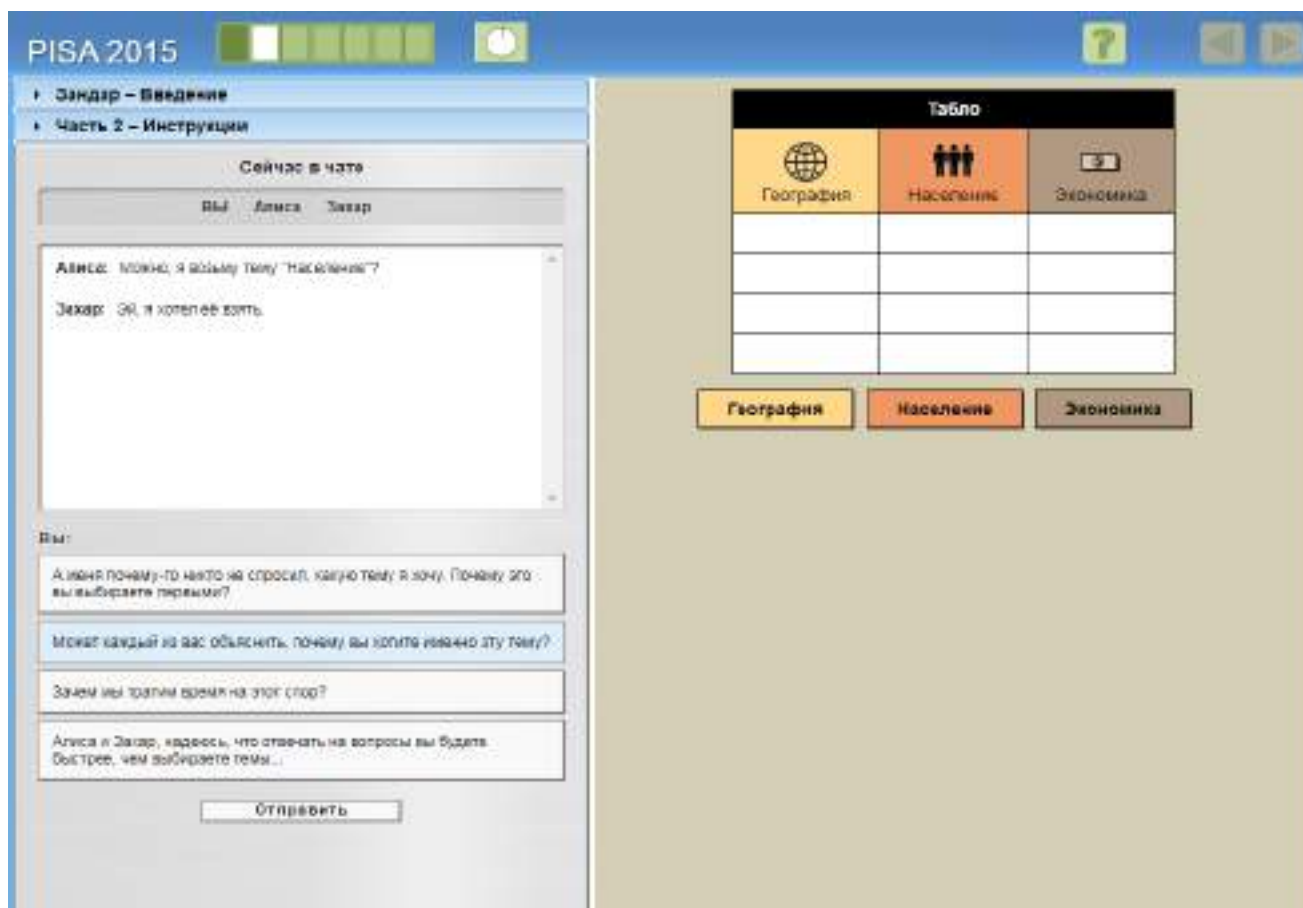 PISA 2015
Зандар – Введение
Часть 2 – Инструкции
Сейчас в чате
ВЫ Алиса Захар
Алиса: Можно, я возьму тему "Население"?
Захар: Эй, я хотел её взять.
Вы:
А меня почему-то никто не спросил, какую тему я хочу. Почему это
вы выбираете первыми?
Может каждый из вас объяснить, почему вы хотите именно эту тему?
Зачем мы тратим время на этот спор?
Алиса и Захар, надеюсь, что отвечать на вопросы вы будете
быстрее, чем выбираете темы...
Отправить
?
Табло
География Население Экономика
География Население Экономика